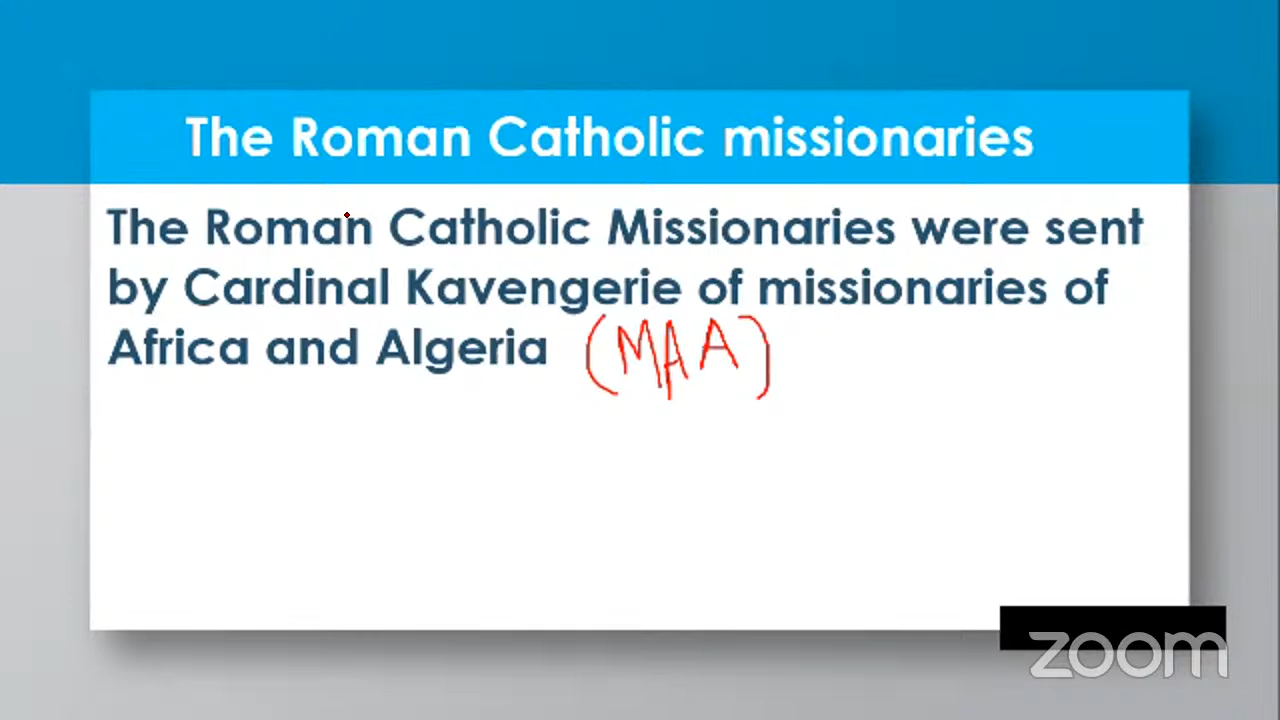 The Roman Catholic missionaries
The Roman Catholic Missionaries were sent
by Cardinal Kavengerie of missionaries of
Africa and Algeria (MAA)
zoom